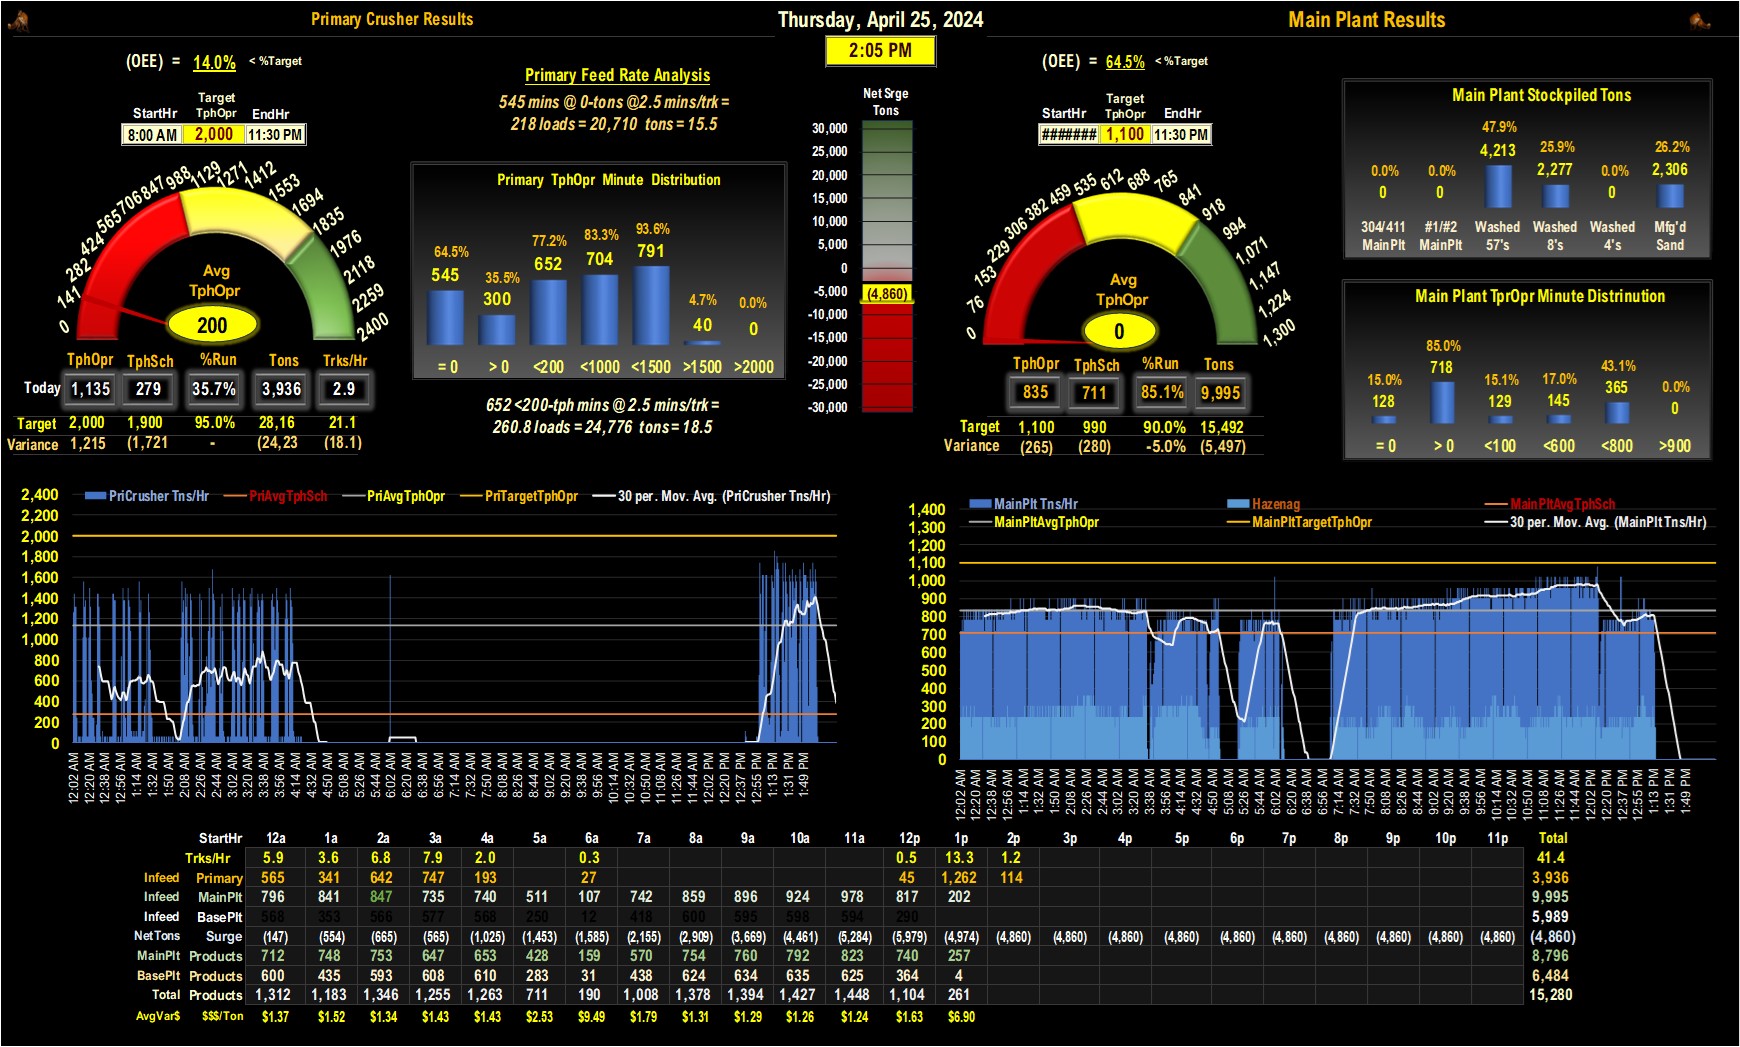 Primary Crusher Results
Thursday, April 25, 2024
Main Plant Results
2:05 PM
(OEE) = 14.0% < %Target
StartHr Target TphOpr EndHr
8:00 AM 2,000 11:30 PM
0 141 282 424 565 706 847 988 1129 1271 1412 1553 1694 1835 1976 2118 2259 2400
Avg
TphOpr
200
TphOpr TphSch %Run Tons Trks/Hr
Today 1,135 279 35.7% 3,936 2.9
Target 2,000 1,900 95.0% 28,16 21.1
Variance 1,215 (1,721 - (24,23 (18.1)
Primary Feed Rate Analysis
545 mins @ 0-tons @2.5 mins/trk =
218 loads = 20,710 tons = 15.5
Primary TphOpr Minute Distribution
64.5% 35.5% 77.2% 83.3% 93.6% 4.7% 0.0%
545 300 652 704 791 40 0
= 0 > 0 <200 <1000 <1500 >1500 >2000
652 <200-tph mins @ 2.5 mins/trk =
260.8 loads = 24,776 tons = 18.5
Net Srge
Tons
30,000
25,000
20,000
15,000
10,000
5,000
0
-5,000
(4,860)
-10,000
-15,000
-20,000
-25,000
-30,000
(OEE) = 64.5% < %Target
StartHr Target TphOpr EndHr
####### 1,100 11:30 PM
0 76 153 229 306 382 459 535 612 688 765 841 918 994 1,071 1,147 1,224 1,300
Avg
TphOpr
0
TphOpr TphSch %Run Tons
835 711 85.1% 9,995
Target 1,100 990 90.0% 15,492
Variance (265) (280) -5.0% (5,497)
Main Plant Stockpiled Tons
0.0% 0.0% 47.9% 25.9% 0.0% 26.2%
0 0 4,213 2,277 0 2,306
304/411 #1/#2 Washed Washed Washed Mfg'd
MainPlt MainPlt 57's 8's 4's Sand
Main Plant TprOpr Minute Distrinution
15.0% 85.0% 15.1% 17.0% 43.1% 0.0%
128 718 129 145 365 0
= 0 > 0 <100 <600 <800 >900
PriCrusher Tns/Hr PriAvgTphSch PriAvgTphOpr PriTargetTphOpr 30 per. Mov. Avg. (PriCrusher Tns/Hr)
2,400
2,200
2,000
1,800
1,600
1,400
1,200
1,000
800
600
400
200
0
12:02 AM 12:20 AM 12:38 AM 12:56 AM 1:14 AM 1:32 AM 1:50 AM 2:08 AM 2:26 AM 2:44 AM 3:02 AM 3:20 AM 3:38 AM 3:56 AM 4:14 AM 4:32 AM 4:50 AM 5:08 AM 5:26 AM 5:44 AM 6:02 AM 6:20 AM 6:38 AM 6:56 AM 7:14 AM 7:32 AM 7:50 AM 8:08 AM 8:26 AM 8:44 AM 9:02 AM 9:20 AM 9:38 AM 9:56 AM 10:14 AM 10:32 AM 10:50 AM 11:08 AM 11:26 AM 11:44 AM 12:02 PM 12:20 PM 12:37 PM 12:55 PM 1:13 PM 1:31 PM 1:49 PM
MainPlt Tns/Hr Hazenag MainPltAvgTphSch
MainPltAvgTphOpr MainPltTargetTphOpr 30 per. Mov. Avg. (MainPlt Tns/Hr)
1,400
1,300
1,200
1,100
1,000
900
800
700
600
500
400
300
200
100
0
12:02 AM 12:20 AM 12:38 AM 12:56 AM 1:14 AM 1:32 AM 1:50 AM 2:08 AM 2:26 AM 2:44 AM 3:02 AM 3:20 AM 3:38 AM 3:56 AM 4:14 AM 4:32 AM 4:50 AM 5:08 AM 5:26 AM 5:44 AM 6:02 AM 6:20 AM 6:38 AM 6:56 AM 7:14 AM 7:32 AM 7:50 AM 8:08 AM 8:26 AM 8:44 AM 9:02 AM 9:20 AM 9:38 AM 9:56 AM 10:14 AM 10:32 AM 10:50 AM 11:08 AM 11:26 AM 11:44 AM 12:02 PM 12:20 PM 12:37 PM 12:55 PM 1:13 PM 1:31 PM 1:49 PM
StartHr 12a 1a 2a 3a 4a 5a 6a 7a 8a 9a 10a 11a 12p 1p 2p 3p 4p 5p 6p 7p 8p 9p 10p 11p Total
Trks/Hr 5.9 3.6 6.8 7.9 2.0 0.3 0.5 13.3 1.2 41.4
Infeed Primary 565 341 642 747 193 27 45 1,262 114 3,936
Infeed MainPlt 796 841 847 735 740 511 107 742 859 896 924 978 817 202 9,995
Infeed BasePlt 568 353 566 577 568 250 12 418 600 595 598 594 290 5,989
NetTons Surge (147) (554) (665) (565) (1,025) (1,453) (1,585) (2,155) (2,909) (3,669) (4,461) (5,284) (5,979) (4,974) (4,860) (4,860) (4,860) (4,860) (4,860) (4,860) (4,860) (4,860) (4,860) (4,860) (4,860)
MainPlt Products 712 748 753 647 653 428 159 570 754 760 792 823 740 257 8,796
BasePlt Products 600 435 593 608 610 283 31 438 624 634 635 625 364 4 6,484
Total Products 1,312 1,183 1,346 1,255 1,263 711 190 1,008 1,378 1,394 1,427 1,448 1,104 261 15,280
AvgVar$ $$$/Ton $1.37 $1.52 $1.34 $1.43 $1.43 $2.53 $9.49 $1.79 $1.31 $1.29 $1.26 $1.24 $1.63 $6.90